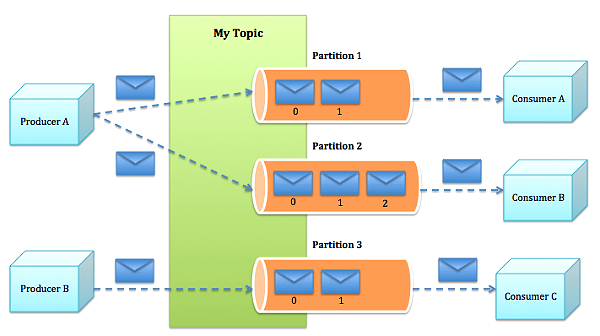 My Topic
Partition 1
0 1
Producer A
Consumer A
Partition 2
0 1 2
Consumer B
Partition 3
0 1
Producer B
Consumer C